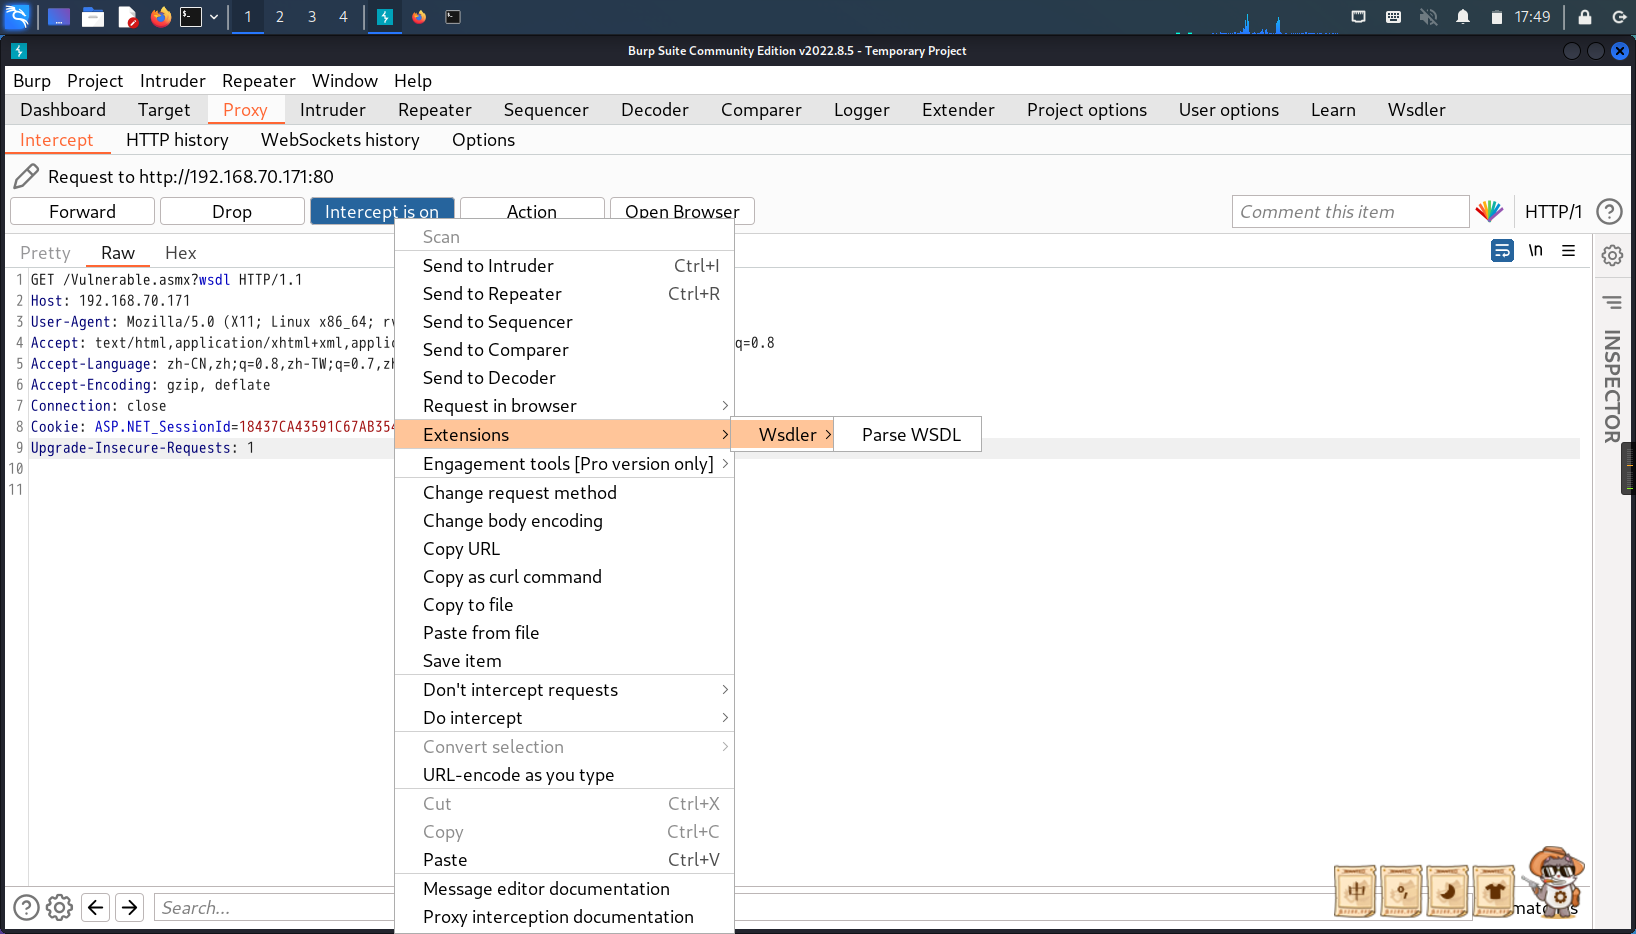 1 2 3 4 17:49
Burp Suite Community Edition v2022.8.5 - Temporary Project
Burp Project Intruder Repeater Window Help
Dashboard Target Proxy Intruder Repeater Sequencer Decoder Comparer Logger Extender Project options User options Learn Wsdler
Intercept HTTP history WebSockets history Options
Request to http://192.168.70.171:80
Forward Drop Intercept is on Action Open Browser Comment this item HTTP/1
Pretty Raw Hex \n
1 GET /Vulnerable.asmx?wsdl HTTP/1.1
2 Host: 192.168.70.171
3 User-Agent: Mozilla/5.0 (X11; Linux x86_64; rv
4 Accept: text/html,application/xhtml+xml,applic q=0.8
5 Accept-Language: zh-CN,zh;q=0.8,zh-TW;q=0.7,zh
6 Accept-Encoding: gzip, deflate
7 Connection: close
8 Cookie: ASP.NET_SessionId=18437CA43591C67AB354
9 Upgrade-Insecure-Requests: 1
10
11
Scan
Send to Intruder Ctrl+I
Send to Repeater Ctrl+R
Send to Sequencer
Send to Comparer
Send to Decoder
Request in browser
Extensions
Wsdler
Parse WSDL
Engagement tools [Pro version only]
Change request method
Change body encoding
Copy URL
Copy as curl command
Copy to file
Paste from file
Save item
Don't intercept requests
Do intercept
Convert selection
URL-encode as you type
Cut Ctrl+X
Copy Ctrl+C
Paste Ctrl+V
Message editor documentation
Proxy interception documentation
INSPECTOR
Search...
中